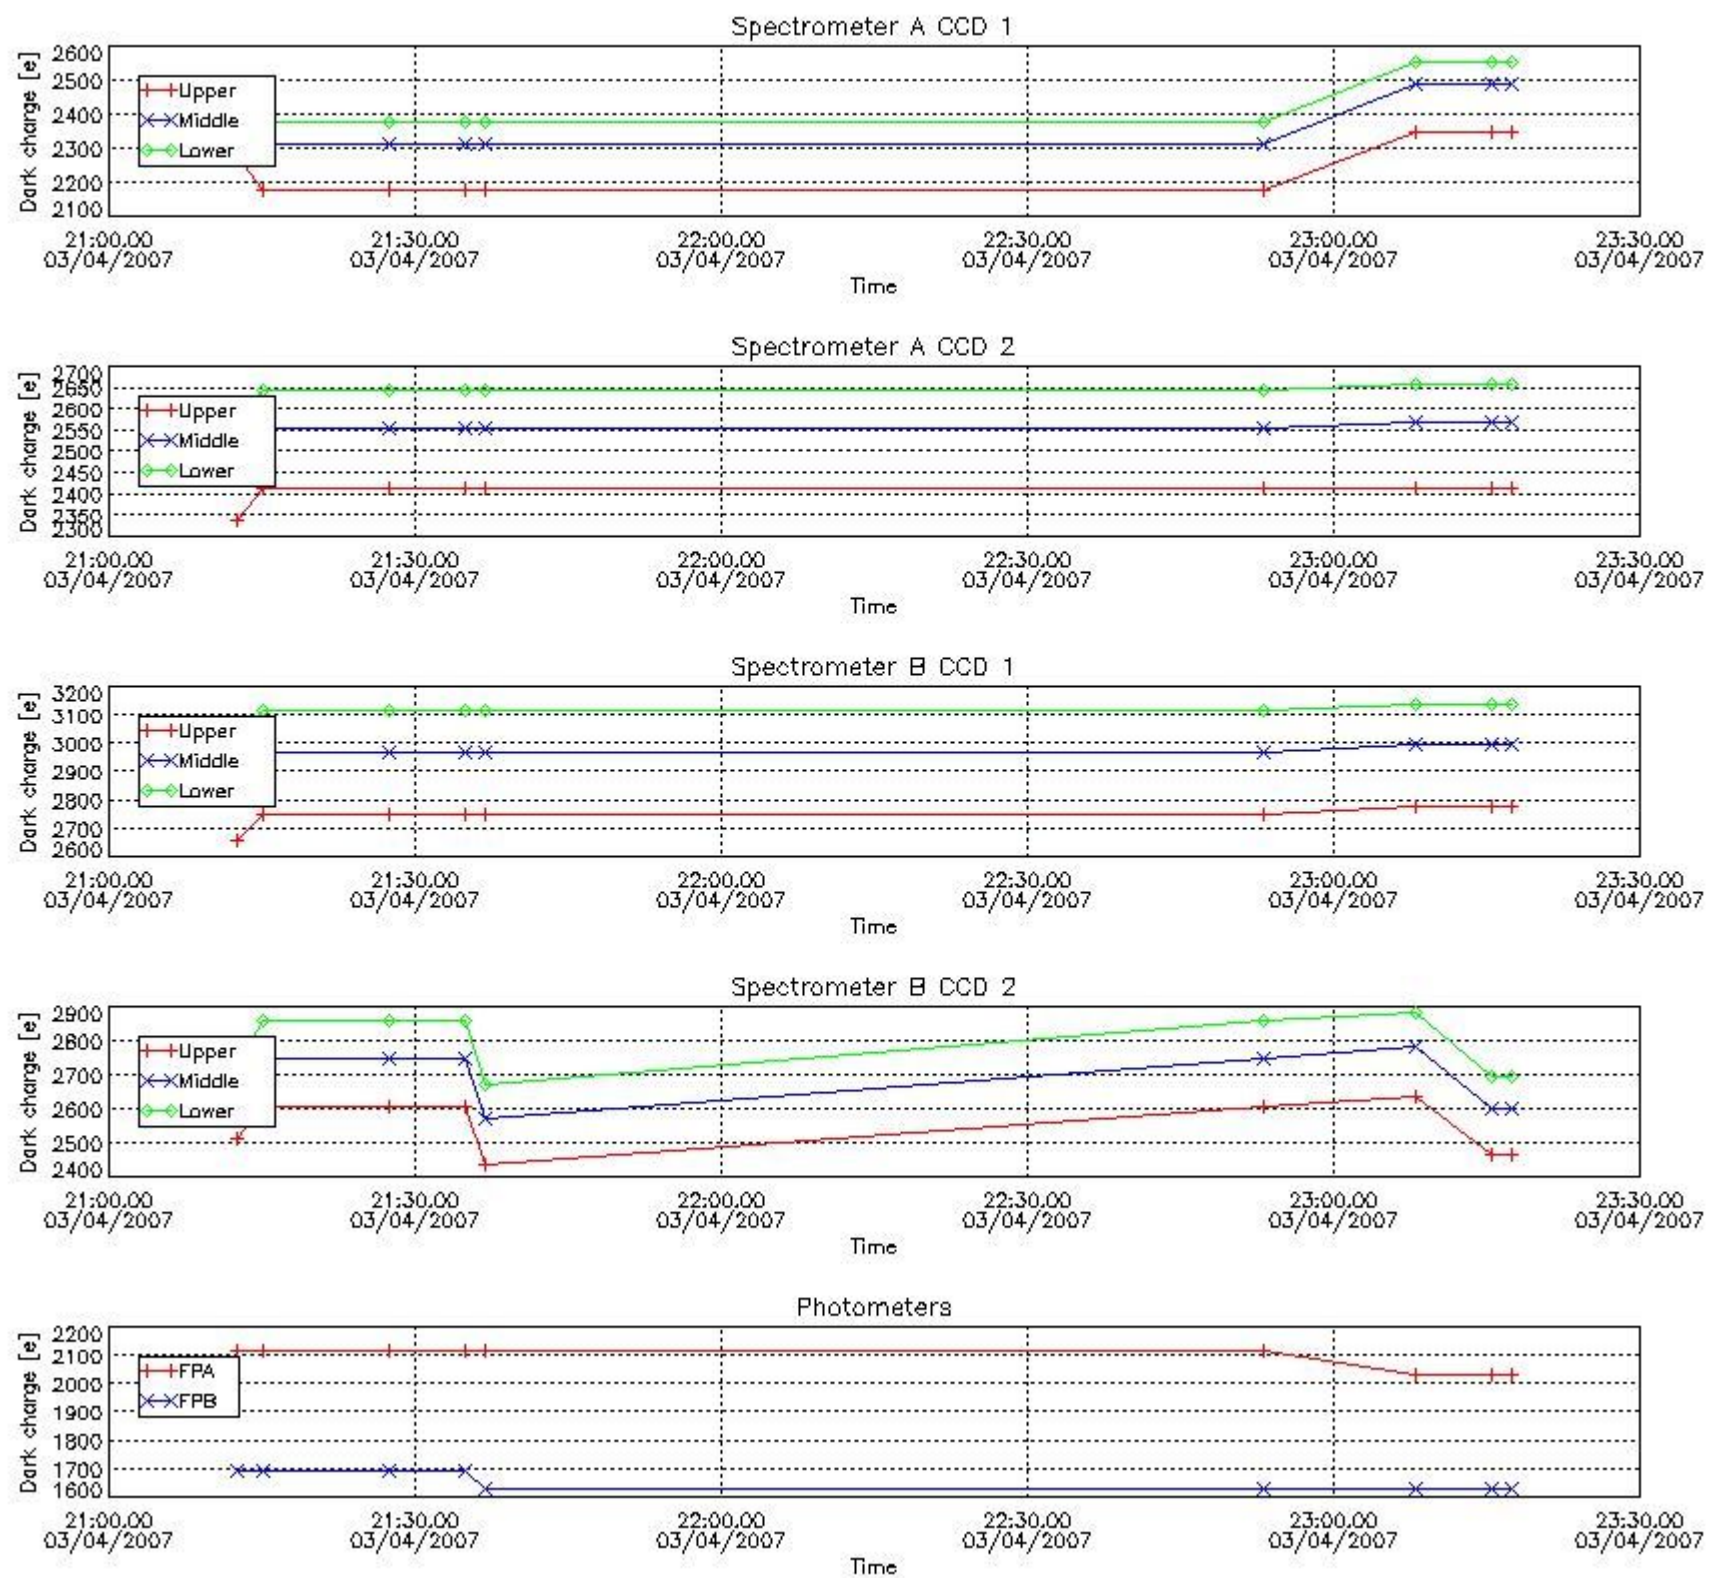 Spectrometer A CCD 1
Dark charge [e]
2600
2500
2400
2300
2200
2100
Upper
Middle
Lower
21:00.00 21:30.00 22:00.00 22:30.00 23:00.00 23:30.00
03/04/2007 03/04/2007 03/04/2007 03/04/2007 03/04/2007 03/04/2007
Time
Spectrometer A CCD 2
Dark charge [e]
2700
2650
2600
2550
2500
2450
2400
2350
2300
Upper
Middle
Lower
21:00.00 21:30.00 22:00.00 22:30.00 23:00.00 23:30.00
03/04/2007 03/04/2007 03/04/2007 03/04/2007 03/04/2007 03/04/2007
Time
Spectrometer B CCD 1
Dark charge [e]
3200
3100
3000
2900
2800
2700
2600
Upper
Middle
Lower
21:00.00 21:30.00 22:00.00 22:30.00 23:00.00 23:30.00
03/04/2007 03/04/2007 03/04/2007 03/04/2007 03/04/2007 03/04/2007
Time
Spectrometer B CCD 2
Dark charge [e]
2900
2800
2700
2600
2500
2400
Upper
Middle
Lower
21:00.00 21:30.00 22:00.00 22:30.00 23:00.00 23:30.00
03/04/2007 03/04/2007 03/04/2007 03/04/2007 03/04/2007 03/04/2007
Time
Photometers
Dark charge [e]
2200
2100
2000
1900
1800
1700
1600
FPA
FPB
21:00.00 21:30.00 22:00.00 22:30.00 23:00.00 23:30.00
03/04/2007 03/04/2007 03/04/2007 03/04/2007 03/04/2007 03/04/2007
Time